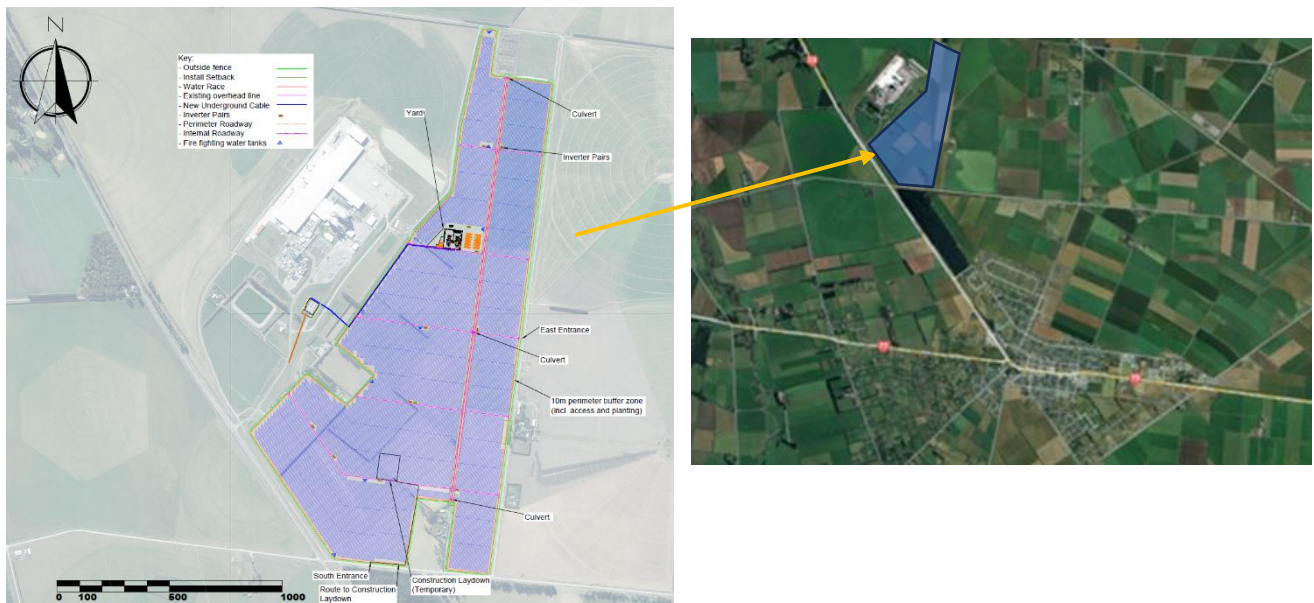 N
Key:
- Outside fence
- Install Setback
- Water Race
- Existing overhead line
- New Underground Cable
- Inverter Pairs
- Perimeter Roadway
- Internal Roadway
- Fire fighting water tanks
Yard
Culvert
Inverter Pairs
East Entrance
Culvert
10m perimeter buffer zone
(incl. access and planting)
Culvert
South Entrance
Route to Construction
Laydown
Construction Laydown
(Temporary)
0 100 500 1000
77